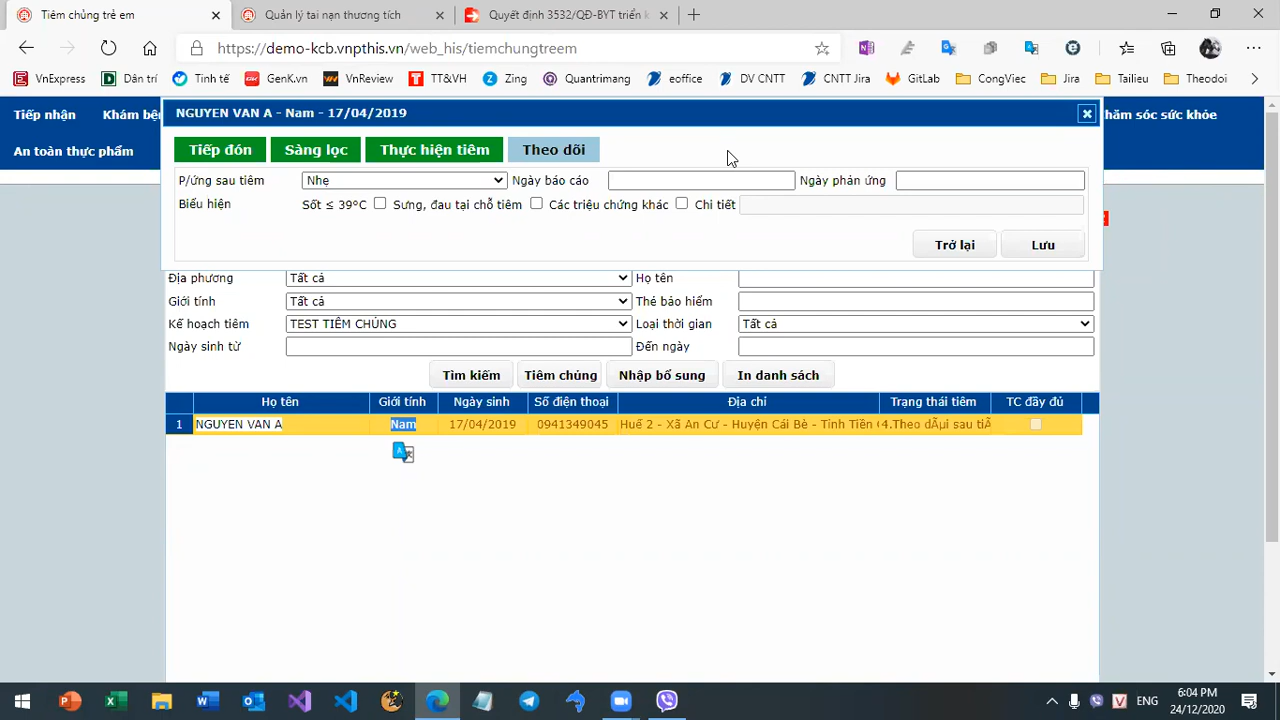 Tiêm chủng trẻ em
Quản lý tai nạn thương tích
Quyết định 3532/QĐ-BYT triển k
https://demo-kcb.vnpthis.vn/web_his/tiemchungtreem
VnExpress
Dân trí
Tinh tế
GenK.vn
VnReview
TT&VH
Zing
Quantrimang
eoffice
DV CNTT
CNTT Jira
GitLab
CongViec
Jira
Tailieu
Theodoi
Tiếp nhận
Khám bệ
hăm sóc sức khỏe
An toàn thực phẩm
NGUYEN VAN A - Nam - 17/04/2019
Tiếp đón
Sàng lọc
Thực hiện tiêm
Theo dõi
P/ứng sau tiêm
Nhẹ
Ngày báo cáo
Ngày phản ứng
Biểu hiện
Sốt ≤ 39°C
Sưng, đau tại chỗ tiêm
Các triệu chứng khác
Chi tiết
Trở lại
Lưu
Địa phương
Tất cả
Họ tên
Giới tính
Tất cả
Thẻ bảo hiểm
Kế hoạch tiêm
TEST TIÊM CHỦNG
Loại thời gian
Tất cả
Ngày sinh từ
Đến ngày
Tìm kiếm
Tiêm chủng
Nhập bổ sung
In danh sách
Họ tên
Giới tính
Ngày sinh
Số điện thoại
Địa chỉ
Trạng thái tiêm
TC đầy đủ
1
NGUYEN VAN A
Nam
17/04/2019
0941349045
Huế 2 - Xã An Cư - Huyện Cái Bè - Tỉnh Tiền
4.Theo dÃµi sau tiÃ
ENG
6:04 PM
24/12/2020